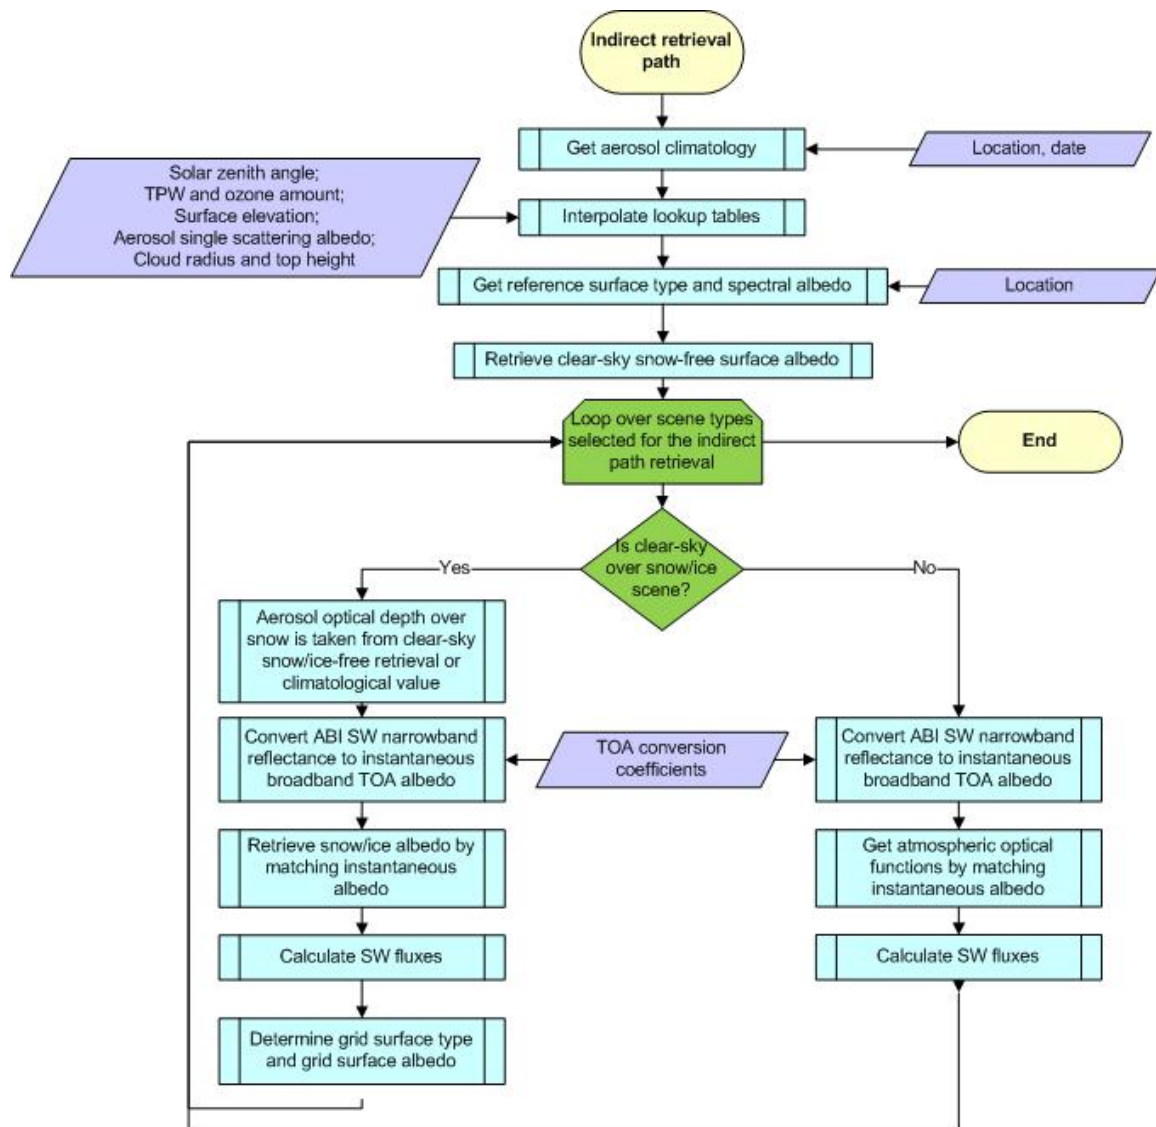 Indirect retrieval
path
Get aerosol climatology
Location, date
Solar zenith angle;
TPW and ozone amount;
Surface elevation;
Aerosol single scattering albedo;
Cloud radius and top height
Interpolate lookup tables
Get reference surface type and spectral albedo
Location
Retrieve clear-sky snow-free surface albedo
Loop over scene types
selected for the indirect
path retrieval
End
Is clear-sky
over snow/ice
scene?
Yes
No
Aerosol optical depth over
snow is taken from clear-sky
snow/ice-free retrieval or
climatological value
Convert ABI SW narrowband
reflectance to instantaneous
broadband TOA albedo
TOA conversion
coefficients
Convert ABI SW narrowband
reflectance to instantaneous
broadband TOA albedo
Retrieve snow/ice albedo by
matching instantaneous
albedo
Get atmospheric optical
functions by matching
instantaneous albedo
Calculate SW fluxes
Calculate SW fluxes
Determine grid surface type
and grid surface albedo